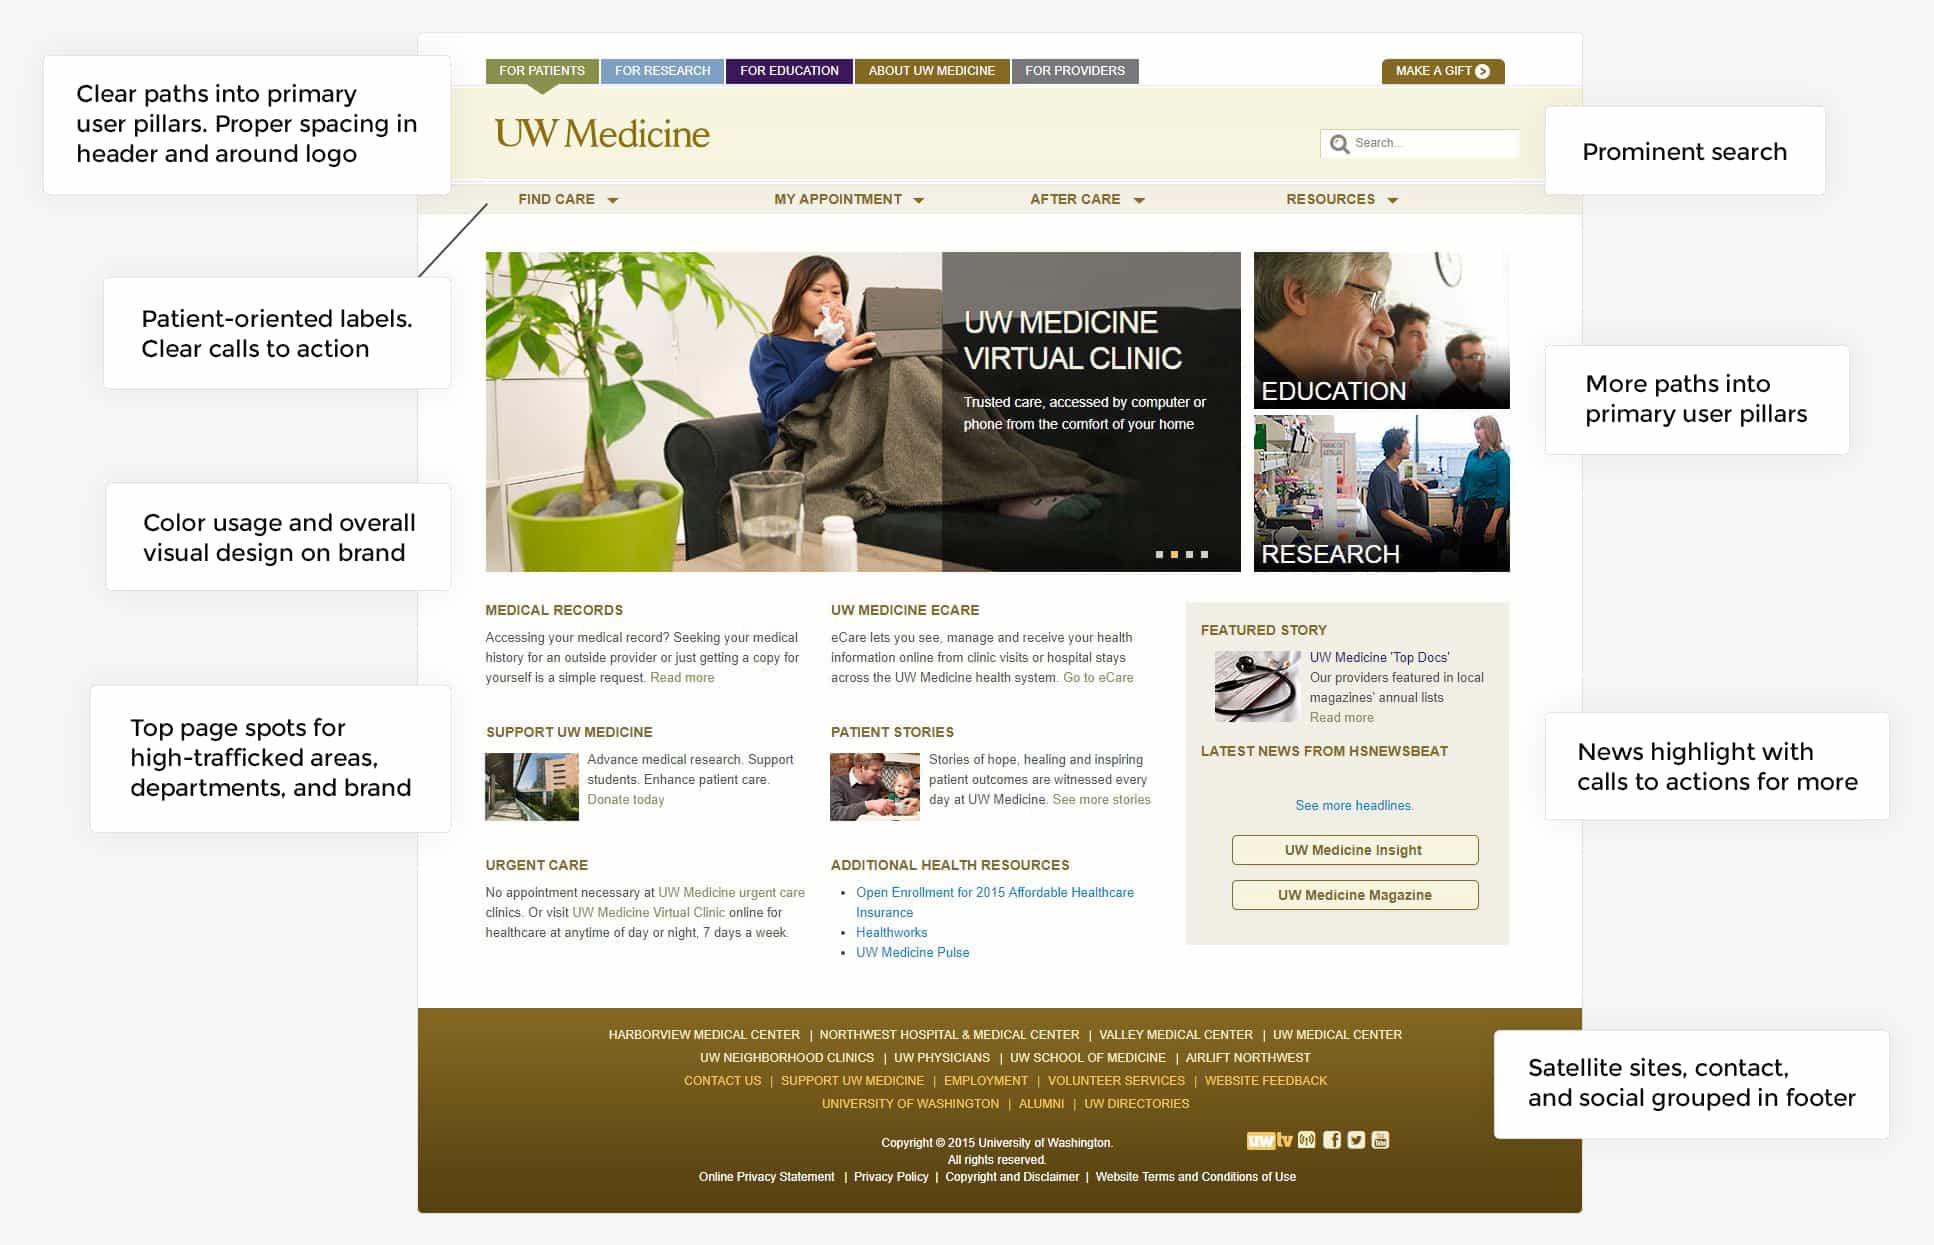 Clear paths into primary
user pillars. Proper spacing in
header and around logo
Patient-oriented labels.
Clear calls to action
Color usage and overall
visual design on brand
Top page spots for
high-trafficked areas,
departments, and brand
FOR PATIENTS FOR RESEARCH FOR EDUCATION ABOUT UW MEDICINE FOR PROVIDERS MAKE A GIFT
UW Medicine
Search...
FIND CARE MY APPOINTMENT AFTER CARE RESOURCES
UW MEDICINE
VIRTUAL CLINIC
Trusted care, accessed by computer or
phone from the comfort of your home
EDUCATION
RESEARCH
MEDICAL RECORDS
Accessing your medical record? Seeking your medical
history for an outside provider or just getting a copy for
yourself is a simple request. Read more
UW MEDICINE ECARE
eCare lets you see, manage and receive your health
information online from clinic visits or hospital stays
across the UW Medicine health system. Go to eCare
SUPPORT UW MEDICINE
Advance medical research. Support
students. Enhance patient care.
Donate today
PATIENT STORIES
Stories of hope, healing and inspiring
patient outcomes are witnessed every
day at UW Medicine. See more stories
URGENT CARE
No appointment necessary at UW Medicine urgent care
clinics. Or visit UW Medicine Virtual Clinic online for
healthcare at anytime of day or night, 7 days a week.
ADDITIONAL HEALTH RESOURCES
• Open Enrollment for 2015 Affordable Healthcare
Insurance
• Healthworks
• UW Medicine Pulse
FEATURED STORY
UW Medicine 'Top Docs'
Our providers featured in local
magazines' annual lists
Read more
LATEST NEWS FROM HSNEWSBEAT
See more headlines.
UW Medicine Insight
UW Medicine Magazine
HARBORVIEW MEDICAL CENTER | NORTHWEST HOSPITAL & MEDICAL CENTER | VALLEY MEDICAL CENTER | UW MEDICAL CENTER
UW NEIGHBORHOOD CLINICS | UW PHYSICIANS | UW SCHOOL OF MEDICINE | AIRLIFT NORTHWEST
CONTACT US | SUPPORT UW MEDICINE | EMPLOYMENT | VOLUNTEER SERVICES | WEBSITE FEEDBACK
UNIVERSITY OF WASHINGTON | ALUMNI | UW DIRECTORIES
Copyright © 2015 University of Washington.
All rights reserved.
Online Privacy Statement | Privacy Policy | Copyright and Disclaimer | Website Terms and Conditions of Use
uwtv
Prominent search
More paths into
primary user pillars
News highlight with
calls to actions for more
Satellite sites, contact,
and social grouped in footer